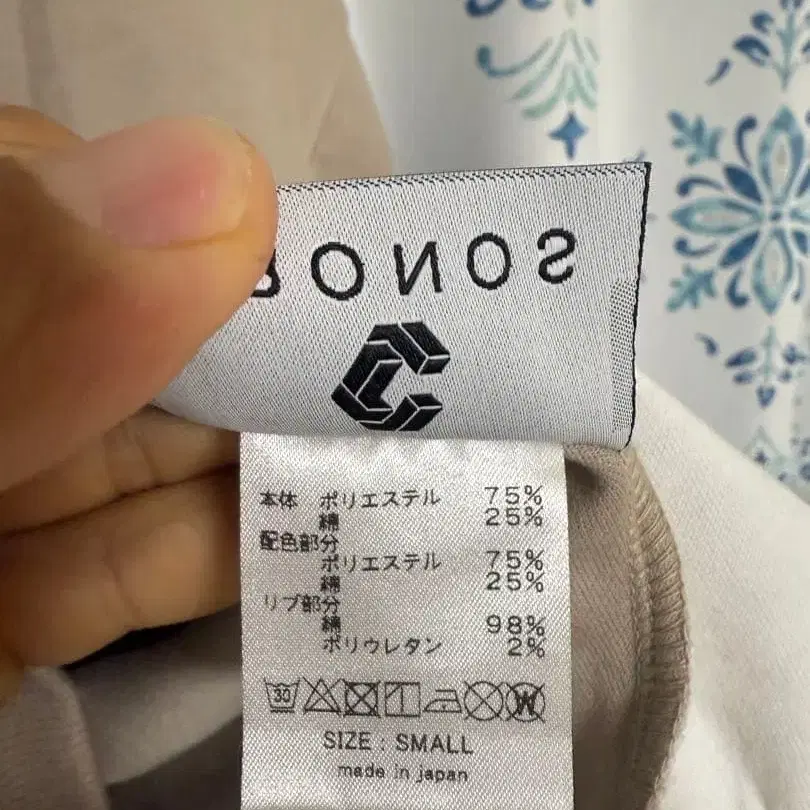 RONOS
本体 ポリエステル 75%
綿 25%
配色部分
ポリエステル 75%
綿 25%
リブ部分
綿 98%
ポリウレタン 2%
30 W
SIZE : SMALL
made in japan